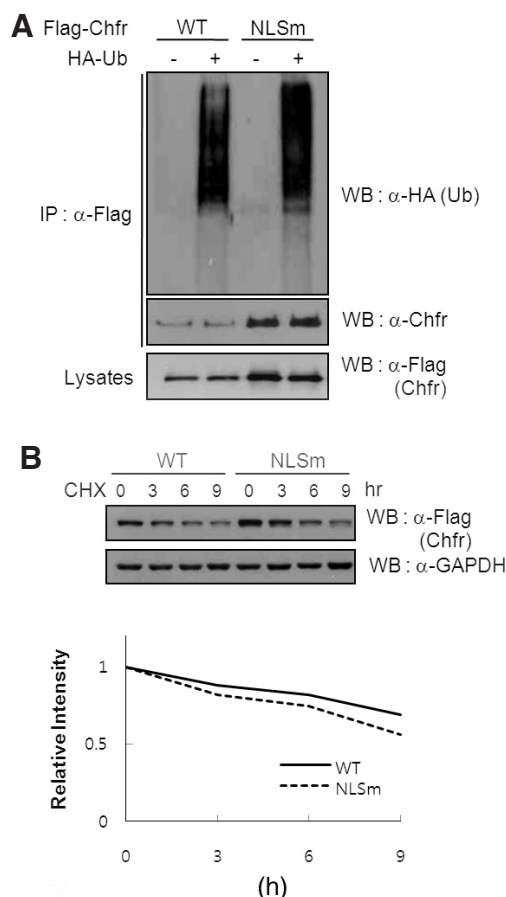 A
Flag-Chfr WT NLSm
HA-Ub - + - +
IP : α-Flag
WB : α-HA (Ub)
WB : α-Chfr
Lysates
WB : α-Flag
(Chfr)
B
WT NLSm
CHX 0 3 6 9 0 3 6 9 hr
WB : α-Flag
(Chfr)
WB : α-GAPDH
Relative Intensity
1
0.5
0
WT
NLSm
0 3 6 9
(h)